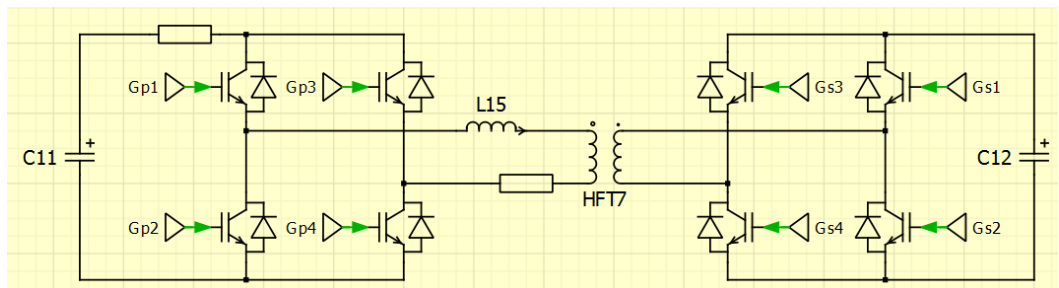 Gp1
Gp3
Gs3
Gs1
L15
C11
+
C12
+
HFT7
Gp2
Gp4
Gs4
Gs2